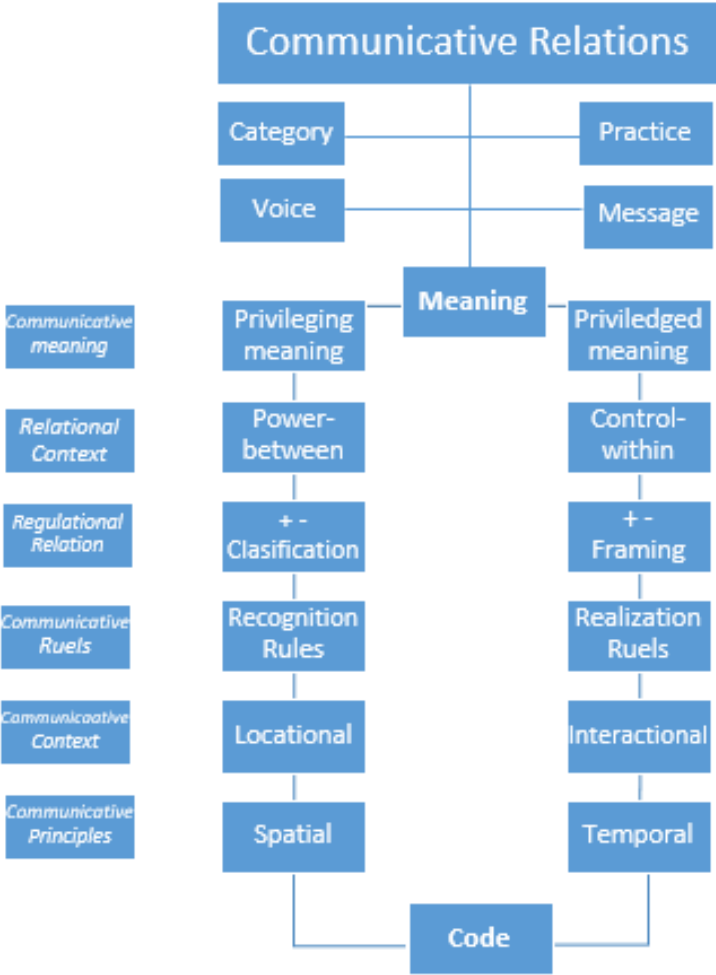 Communicative Relations
Category
Practice
Voice
Message
Meaning
Communicative
meaning
Privileging
meaning
Priviledged
meaning
Relational
Context
Power-
between
Control-
within
Regulational
Relation
+ -
Clasification
+ -
Framing
Communicative
Ruels
Recognition
Rules
Realization
Ruels
Communicaative
Context
Locational
Interactional
Communicative
Principles
Spatial
Temporal
Code